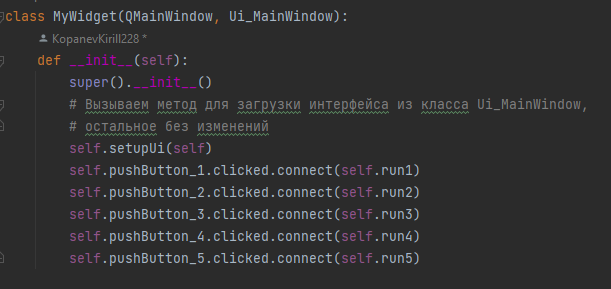 class MyWidget(QMainWindow, Ui_MainWindow):
KopanevKirill228 *
def __init__(self):
super().__init__()
# Вызываем метод для загрузки интерфейса из класса Ui_MainWindow,
# остальное без изменений
self.setupUi(self)
self.pushButton_1.clicked.connect(self.run1)
self.pushButton_2.clicked.connect(self.run2)
self.pushButton_3.clicked.connect(self.run3)
self.pushButton_4.clicked.connect(self.run4)
self.pushButton_5.clicked.connect(self.run5)